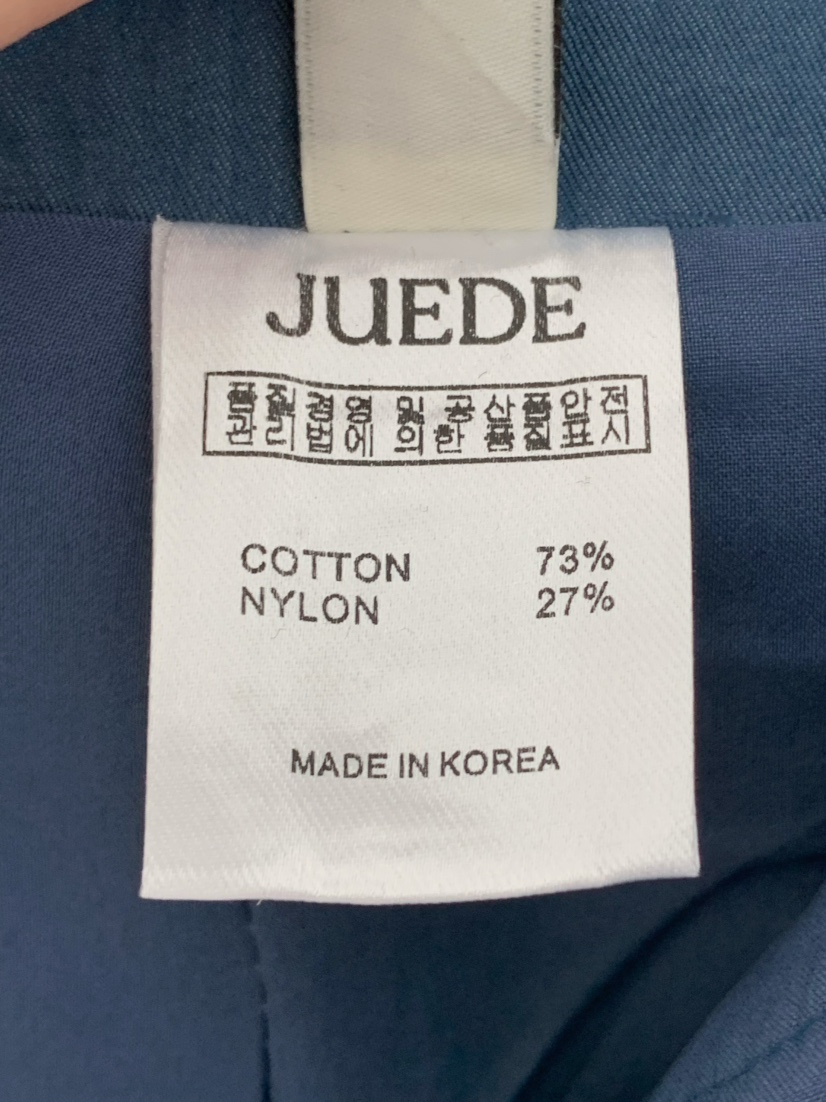 JUEDE
품질경영 및 공산품안전
관리법에 의한 품질표시
COTTON 73%
NYLON 27%
MADE IN KOREA